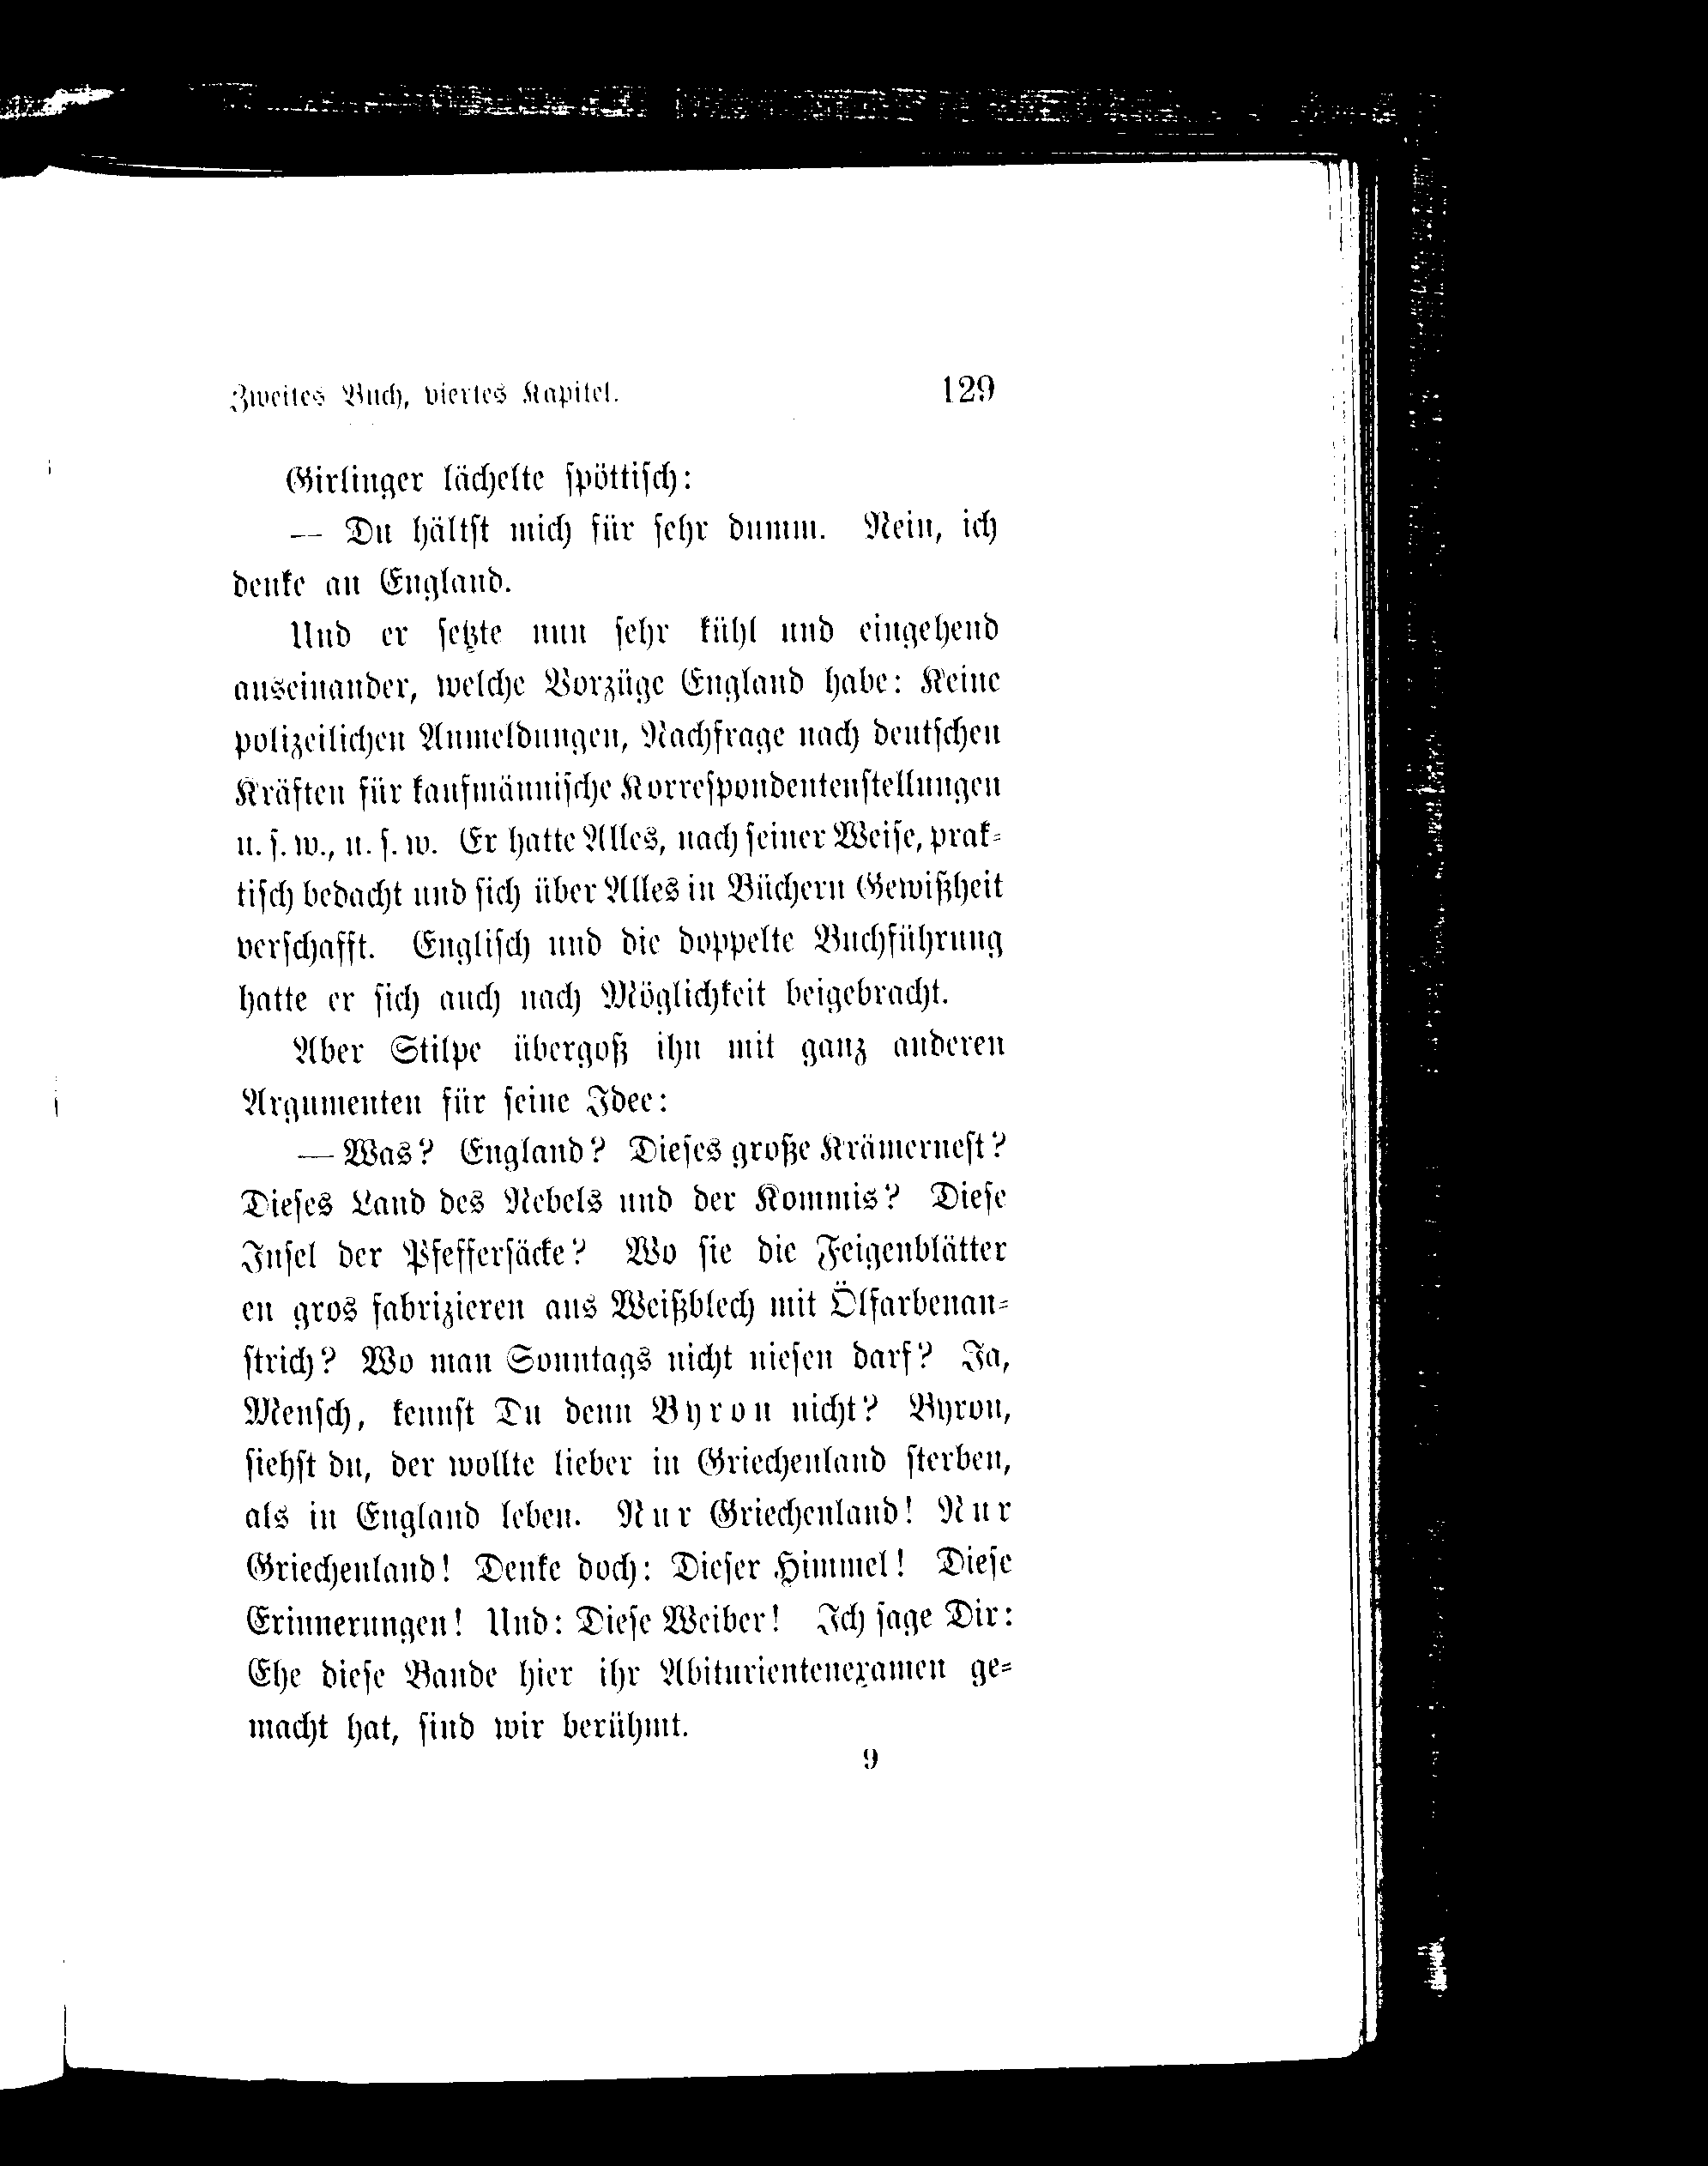 Zweites Buch, viertes Kapitel. 129
Girlinger lächelte spöttisch:
— Du hältst mich für sehr dumm. Nein, ich
denke an England.
Und er setzte nun sehr kühl und eingehend
auseinander, welche Vorzüge England habe: Keine
polizeilichen Anmeldungen, Nachfrage nach deutschen
Kräften für kaufmännische Korrespondentenstellungen
u. s. w., u. s. w. Er hatte Alles, nach seiner Weise, prak-
tisch bedacht und sich über Alles in Büchern Gewißheit
verschafft. Englisch und die doppelte Buchführung
hatte er sich auch nach Möglichkeit beigebracht.
Aber Stilpe übergoß ihn mit ganz anderen
Argumenten für seine Idee:
— Was? England? Dieses große Krämernest?
Dieses Land des Nebels und der Kommis? Diese
Insel der Pfeffersäcke? Wo sie die Feigenblätter
en gros fabrizieren aus Weißblech mit Ölfarbenan-
strich? Wo man Sonntags nicht niesen darf? Ja,
Mensch, kennst Du denn Byron nicht? Byron,
siehst du, der wollte lieber in Griechenland sterben,
als in England leben. Nur Griechenland! Nur
Griechenland! Denke doch: Dieser Himmel! Diese
Erinnerungen! Und: Diese Weiber! Ich sage Dir:
Ehe diese Bande hier ihr Abiturientenexamen ge-
macht hat, sind wir berühmt.
9